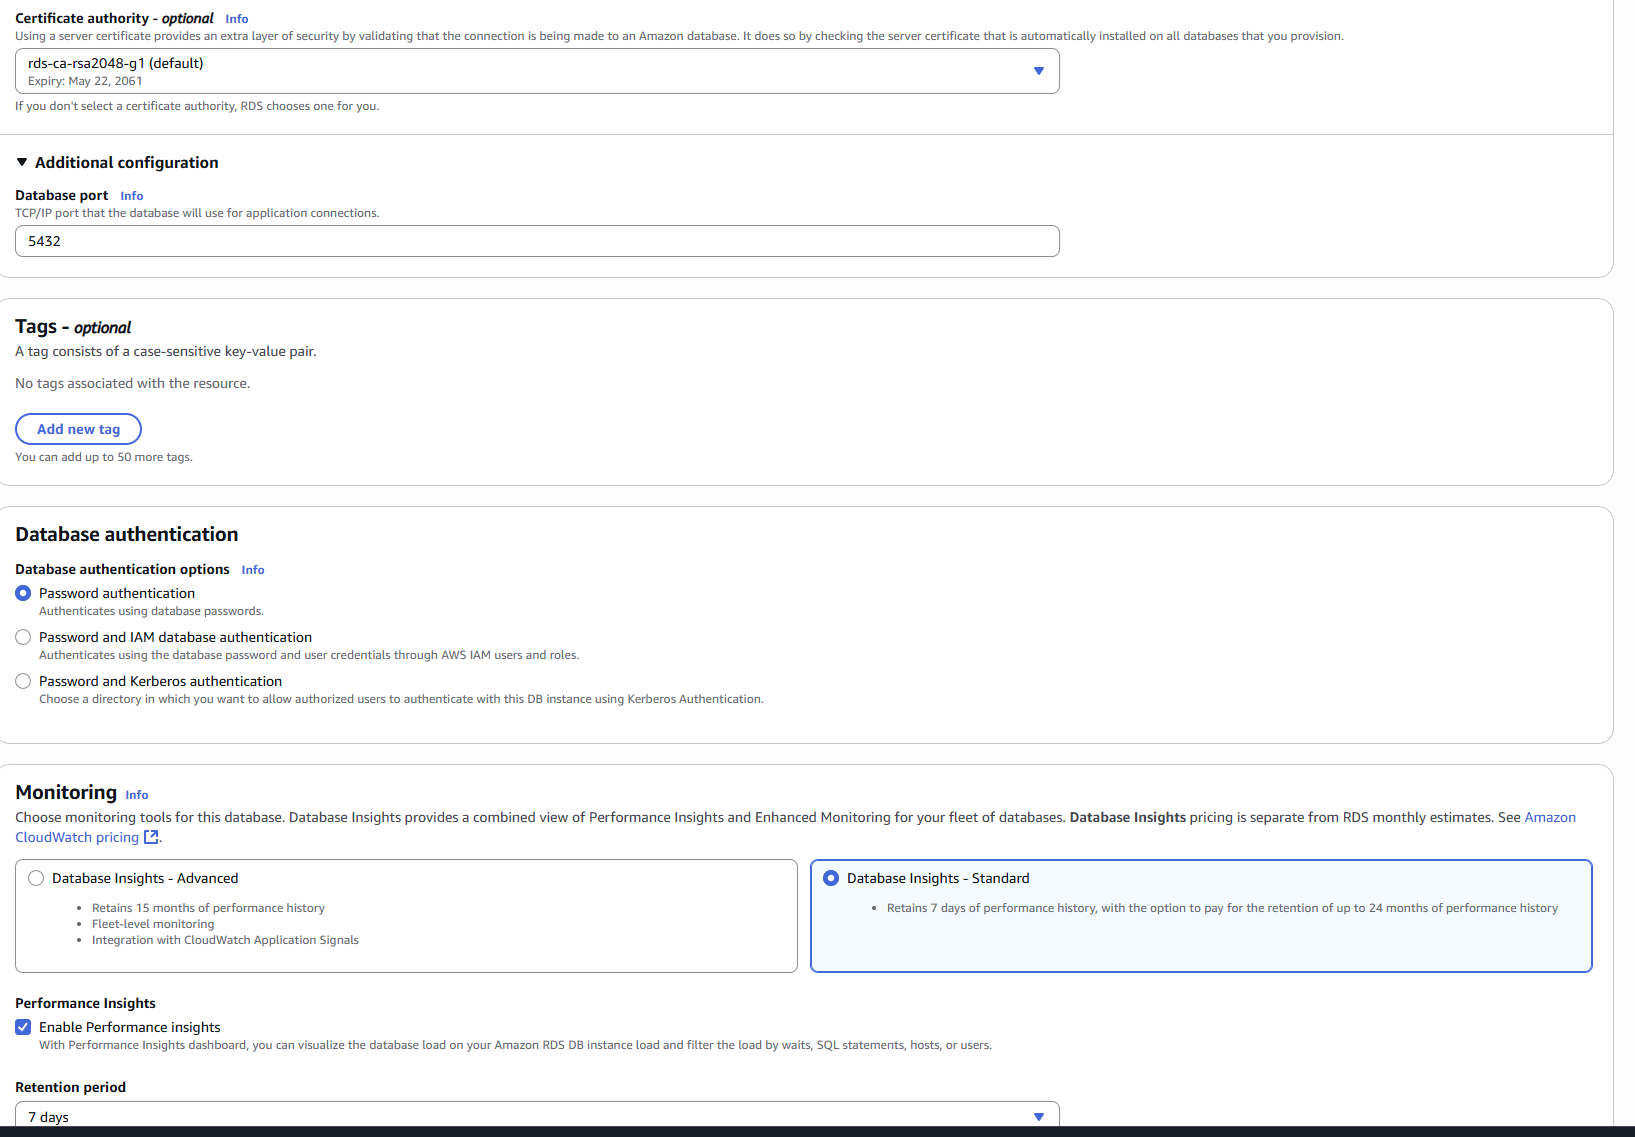 Certificate authority - optional Info
Using a server certificate provides an extra layer of security by validating that the connection is being made to an Amazon database. It does so by checking the server certificate that is automatically installed on all databases that you provision.
rds-ca-rsa2048-g1 (default)
Expiry: May 22, 2061
If you don't select a certificate authority, RDS chooses one for you.
Additional configuration
Database port Info
TCP/IP port that the database will use for application connections.
5432
Tags - optional
A tag consists of a case-sensitive key-value pair.
No tags associated with the resource.
Add new tag
You can add up to 50 more tags.
Database authentication
Database authentication options Info
Password authentication
Authenticates using database passwords.
Password and IAM database authentication
Authenticates using the database password and user credentials through AWS IAM users and roles.
Password and Kerberos authentication
Choose a directory in which you want to allow authorized users to authenticate with this DB instance using Kerberos Authentication.
Monitoring Info
Choose monitoring tools for this database. Database Insights provides a combined view of Performance Insights and Enhanced Monitoring for your fleet of databases. Database Insights pricing is separate from RDS monthly estimates. See Amazon
CloudWatch pricing .
Database Insights - Advanced
• Retains 15 months of performance history
• Fleet-level monitoring
• Integration with CloudWatch Application Signals
Database Insights - Standard
• Retains 7 days of performance history, with the option to pay for the retention of up to 24 months of performance history
Performance Insights
Enable Performance insights
With Performance Insights dashboard, you can visualize the database load on your Amazon RDS DB instance load and filter the load by waits, SQL statements, hosts, or users.
Retention period
7 days